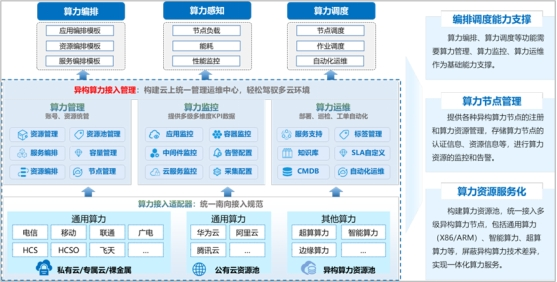 算力编排
应用编排模板
资源编排模板
服务编排模板
算力感知
节点负载
能耗
性能监控
算力调度
节点调度
作业调度
自动化运维
异构算力接入管理：构建云上统一管理运维中心，轻松驾驭多云环境
算力管理
账号、资源统管
资源管理
资源池管理
服务编排
容量管理
资源编排
节点管理
算力监控
提供多级多维度KPI数据
应用监控
容器监控
中间件监控
告警配置
云服务监控
采集配置
算力运维
部署、巡检、工单自动化
服务支持
标签管理
知识库
SLA自定义
CMDB
自动化运维
算力接入适配器：统一南向接入规范
通用算力
电信
移动
联通
广电
HCS
HCSO
飞天
...
私有云/专属云/裸金属
通用算力
华为云
阿里云
腾讯云
...
公有云资源池
其他算力
超算算力
智能算力
边缘算力
...
异构算力资源池
编排调度能力支撑
算力编排、算力调度等功能需
要算力管理、算力监控、算力运维
作为基础能力支撑。
算力节点管理
提供各种异构算力节点的注册
和算力资源管理，存储算力节点的
认证信息、资源信息等、进行算力
资源的监控和告警。
算力资源服务化
构建算力资源池、统一接入多
级异构算力节点，包括通用算力
（X86/ARM）、智能算力、超算
算力等，屏蔽异构算力技术差异，
实现一体化算力服务。